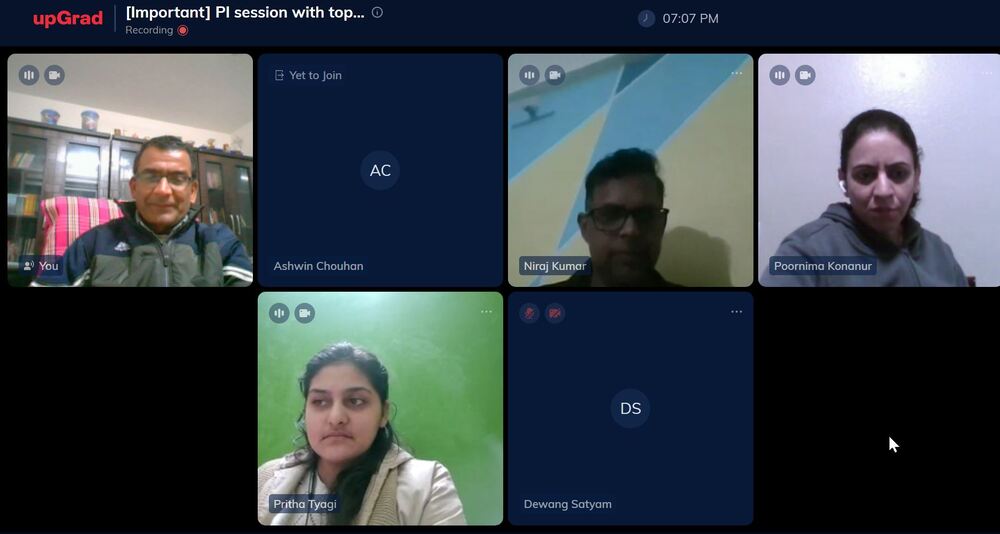 upGrad
[Important] PI session with top...
Recording
07:07 PM
You
Yet to Join
AC
Ashwin Chouhan
Niraj Kumar
Poornima Konanur
Pritha Tyagi
DS
Dewang Satyam